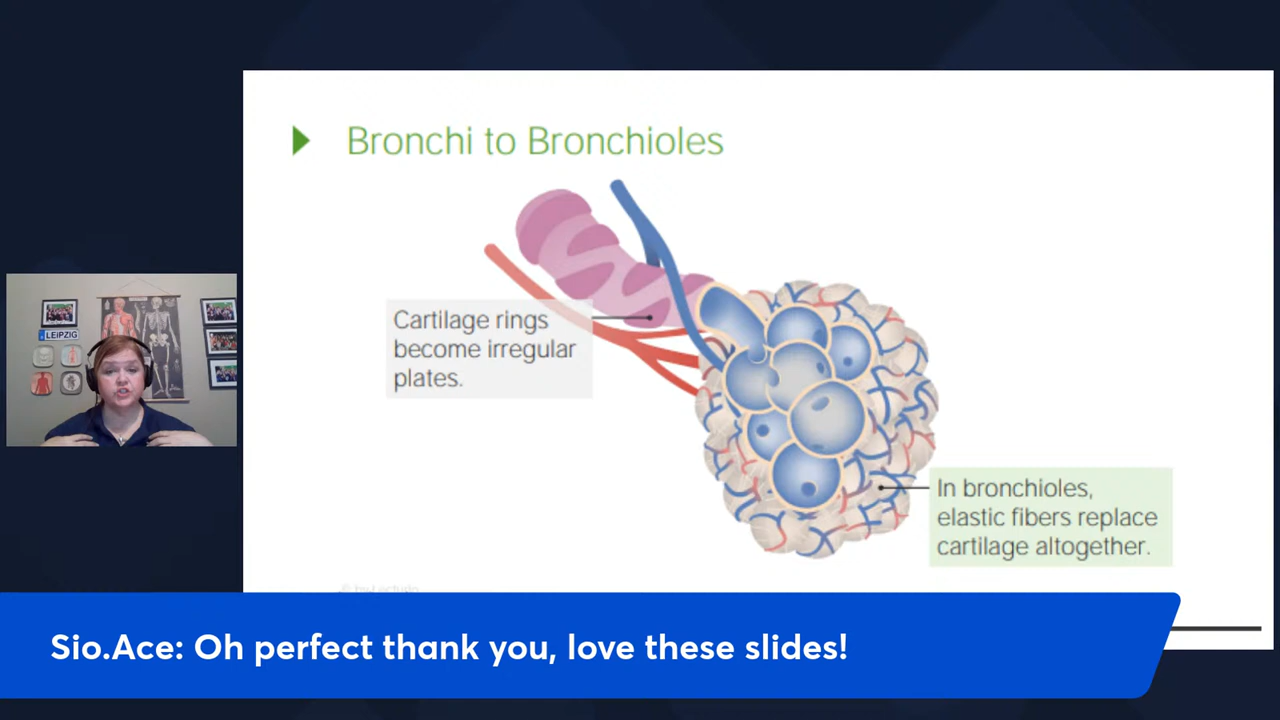 Bronchi to Bronchioles
LEIPZIG
Cartilage rings
become irregular
plates.
In bronchioles,
elastic fibers replace
cartilage altogether.
Sio.Ace: Oh perfect thank you, love these slides!